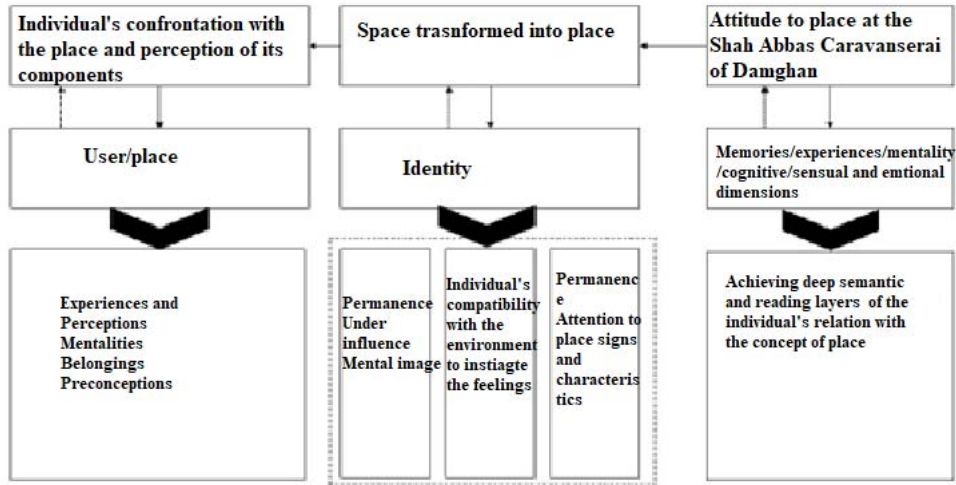 Individual's confrontation with
the place and perception of its
components
Space trasnformed into place
Attitude to place at the
Shah Abbas Caravanserai
of Damghan
User/place
Identity
Memories/experiences/mentality
/cognitive/sensual and emtional
dimensions
Experiences and
Perceptions
Mentalities
Belongings
Preconceptions
Permanence
Under
influence
Mental image
Individual's
compatibility
with the
environment
to instiagte
the feelings
Permanenc
e
Attention to
place signs
and
characteris
tics
Achieving deep semantic
and reading layers of the
individual's relation with
the concept of place